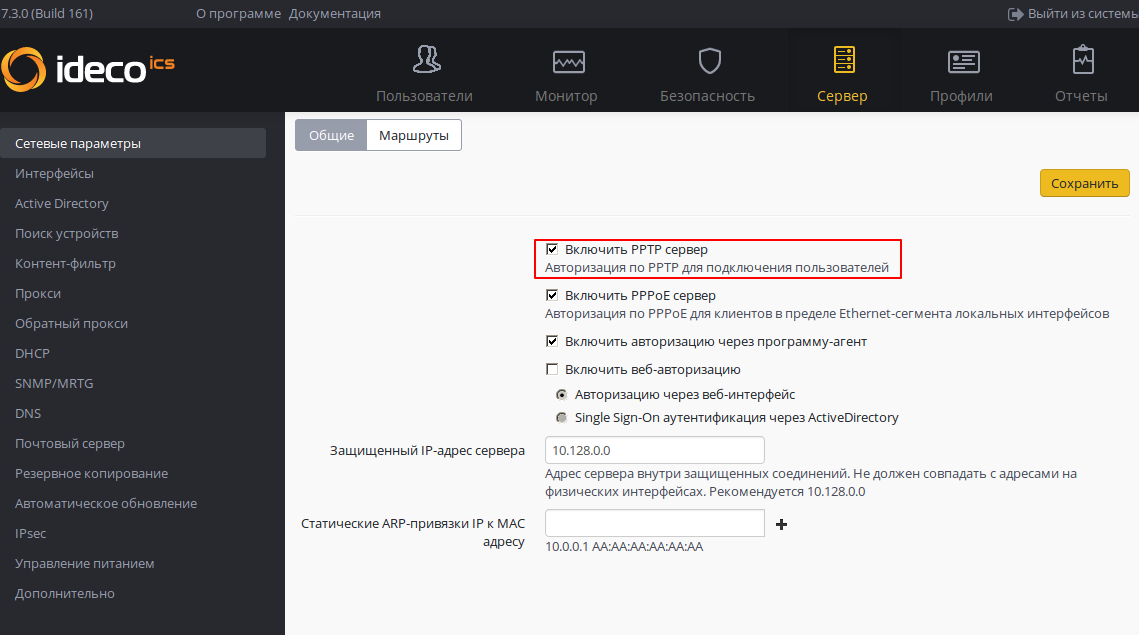 7.3.0 (Build 161)
О программе
Документация
Выйти из системы
ideco ics
Пользователи
Монитор
Безопасность
Сервер
Профили
Отчеты
Сетевые параметры
Интерфейсы
Active Directory
Поиск устройств
Контент-фильтр
Прокси
Обратный прокси
DHCP
SNMP/MRTG
DNS
Почтовый сервер
Резервное копирование
Автоматическое обновление
IPsec
Управление питанием
Дополнительно
Общие
Маршруты
Сохранить
Включить PPTP сервер
Авторизация по PPTP для подключения пользователей
Включить PPPoE сервер
Авторизация по PPPoE для клиентов в пределе Ethernet-сегмента локальных интерфейсов
Включить авторизацию через программу-агент
Включить веб-авторизацию
Авторизацию через веб-интерфейс
Single Sign-On аутентификация через ActiveDirectory
Защищенный IP-адрес сервера
10.128.0.0
Адрес сервера внутри защищенных соединений. Не должен совпадать с адресами на
физических интерфейсах. Рекомендуется 10.128.0.0
Статические ARP-привязки IP к MAC
адресу
10.0.0.1 AA:AA:AA:AA:AA:AA